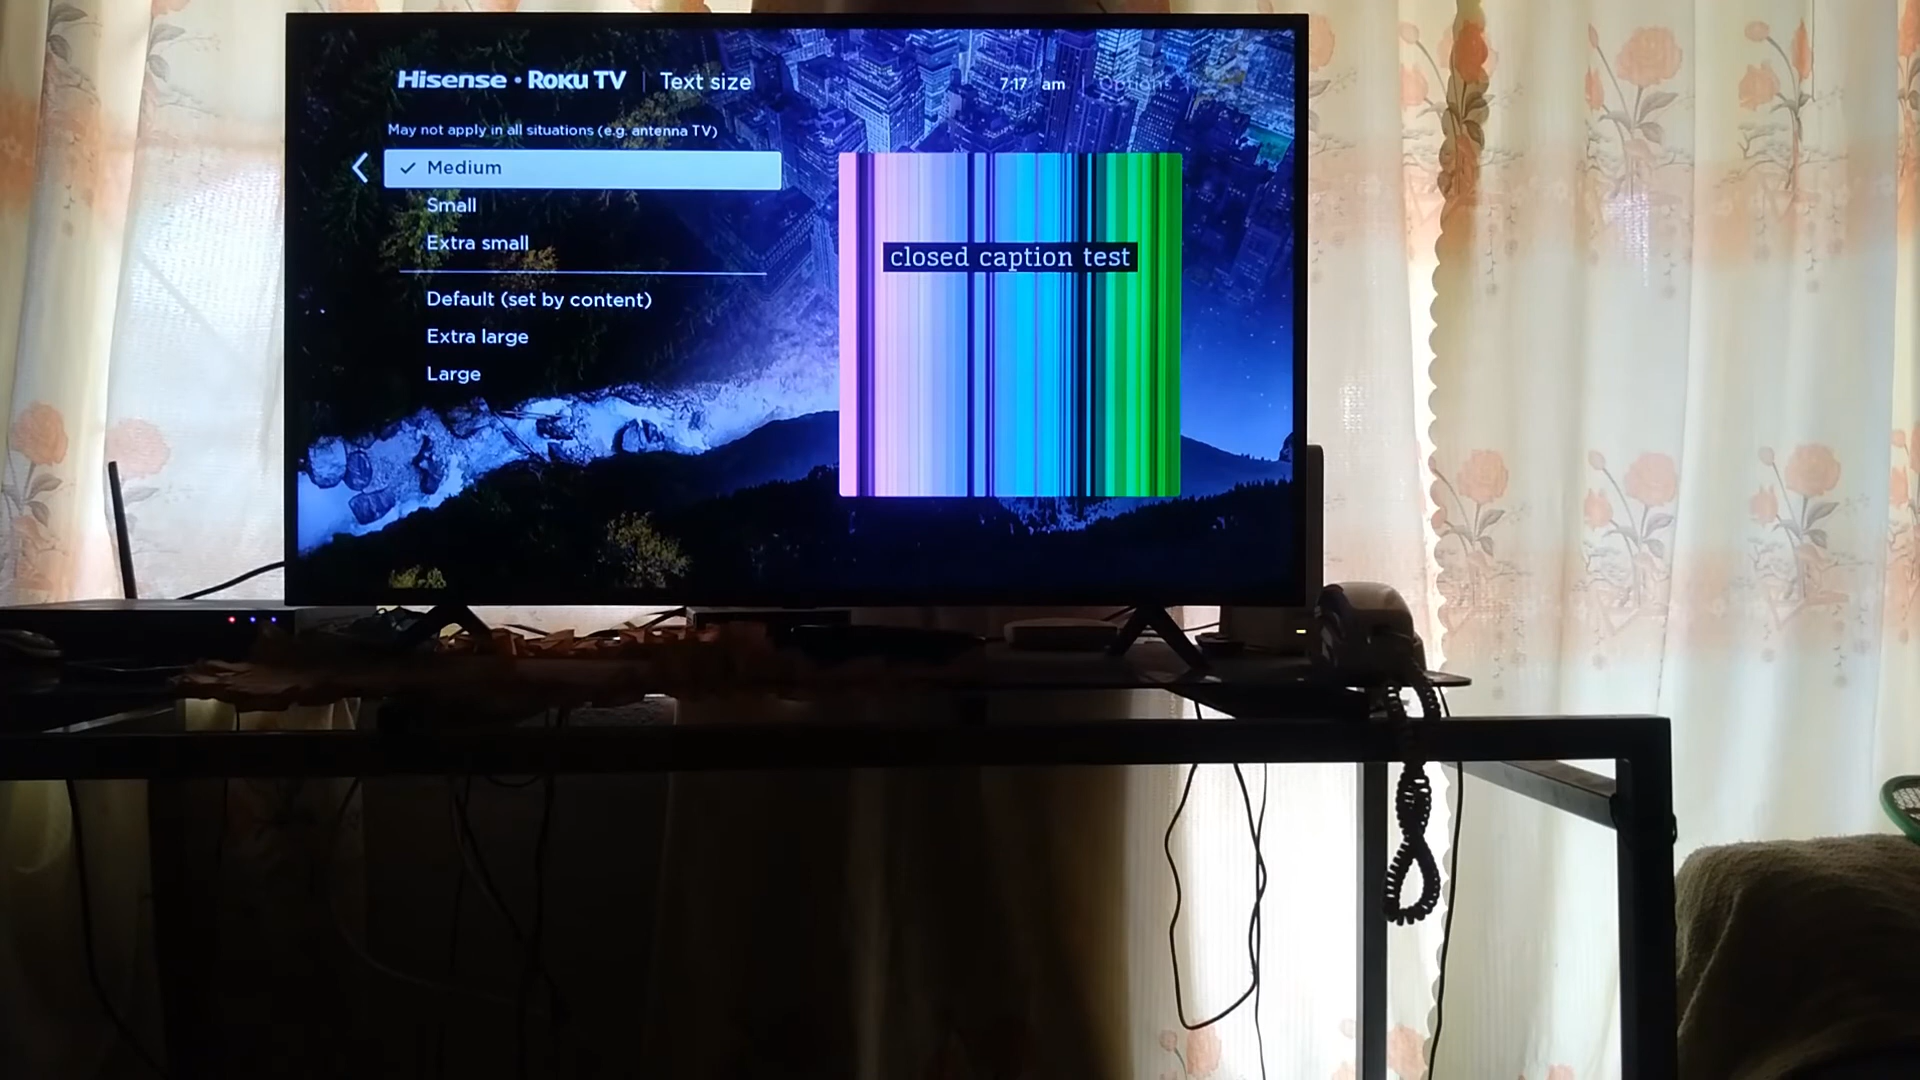 Hisense • Roku TV | Text size
7:17 am | Options
May not apply in all situations (e.g. antenna TV)
✓ Medium
Small
Extra small
Default (set by content)
Extra large
Large
closed caption test